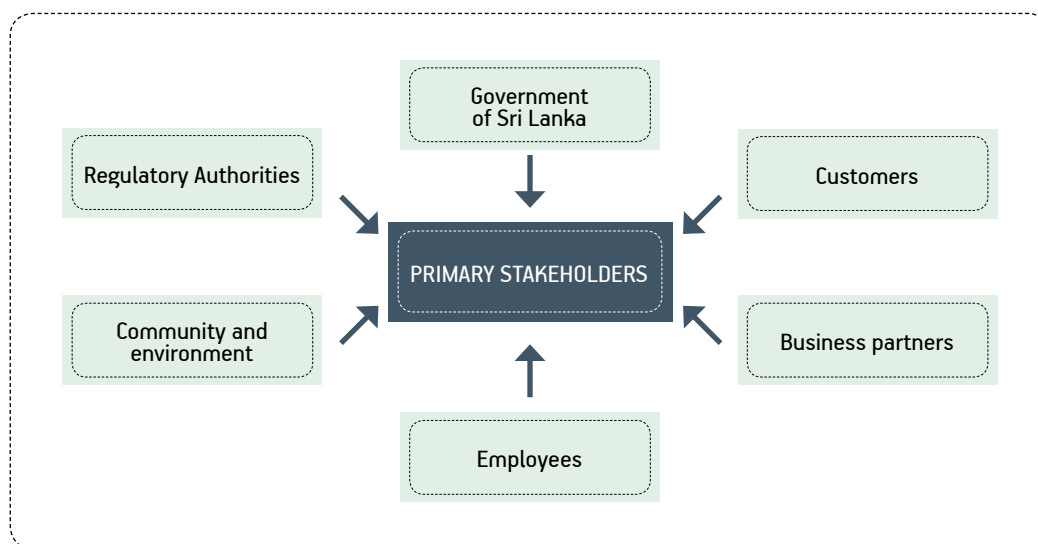 Government
of Sri Lanka
Regulatory Authorities
Customers
PRIMARY STAKEHOLDERS
Community and
environment
Business partners
Employees